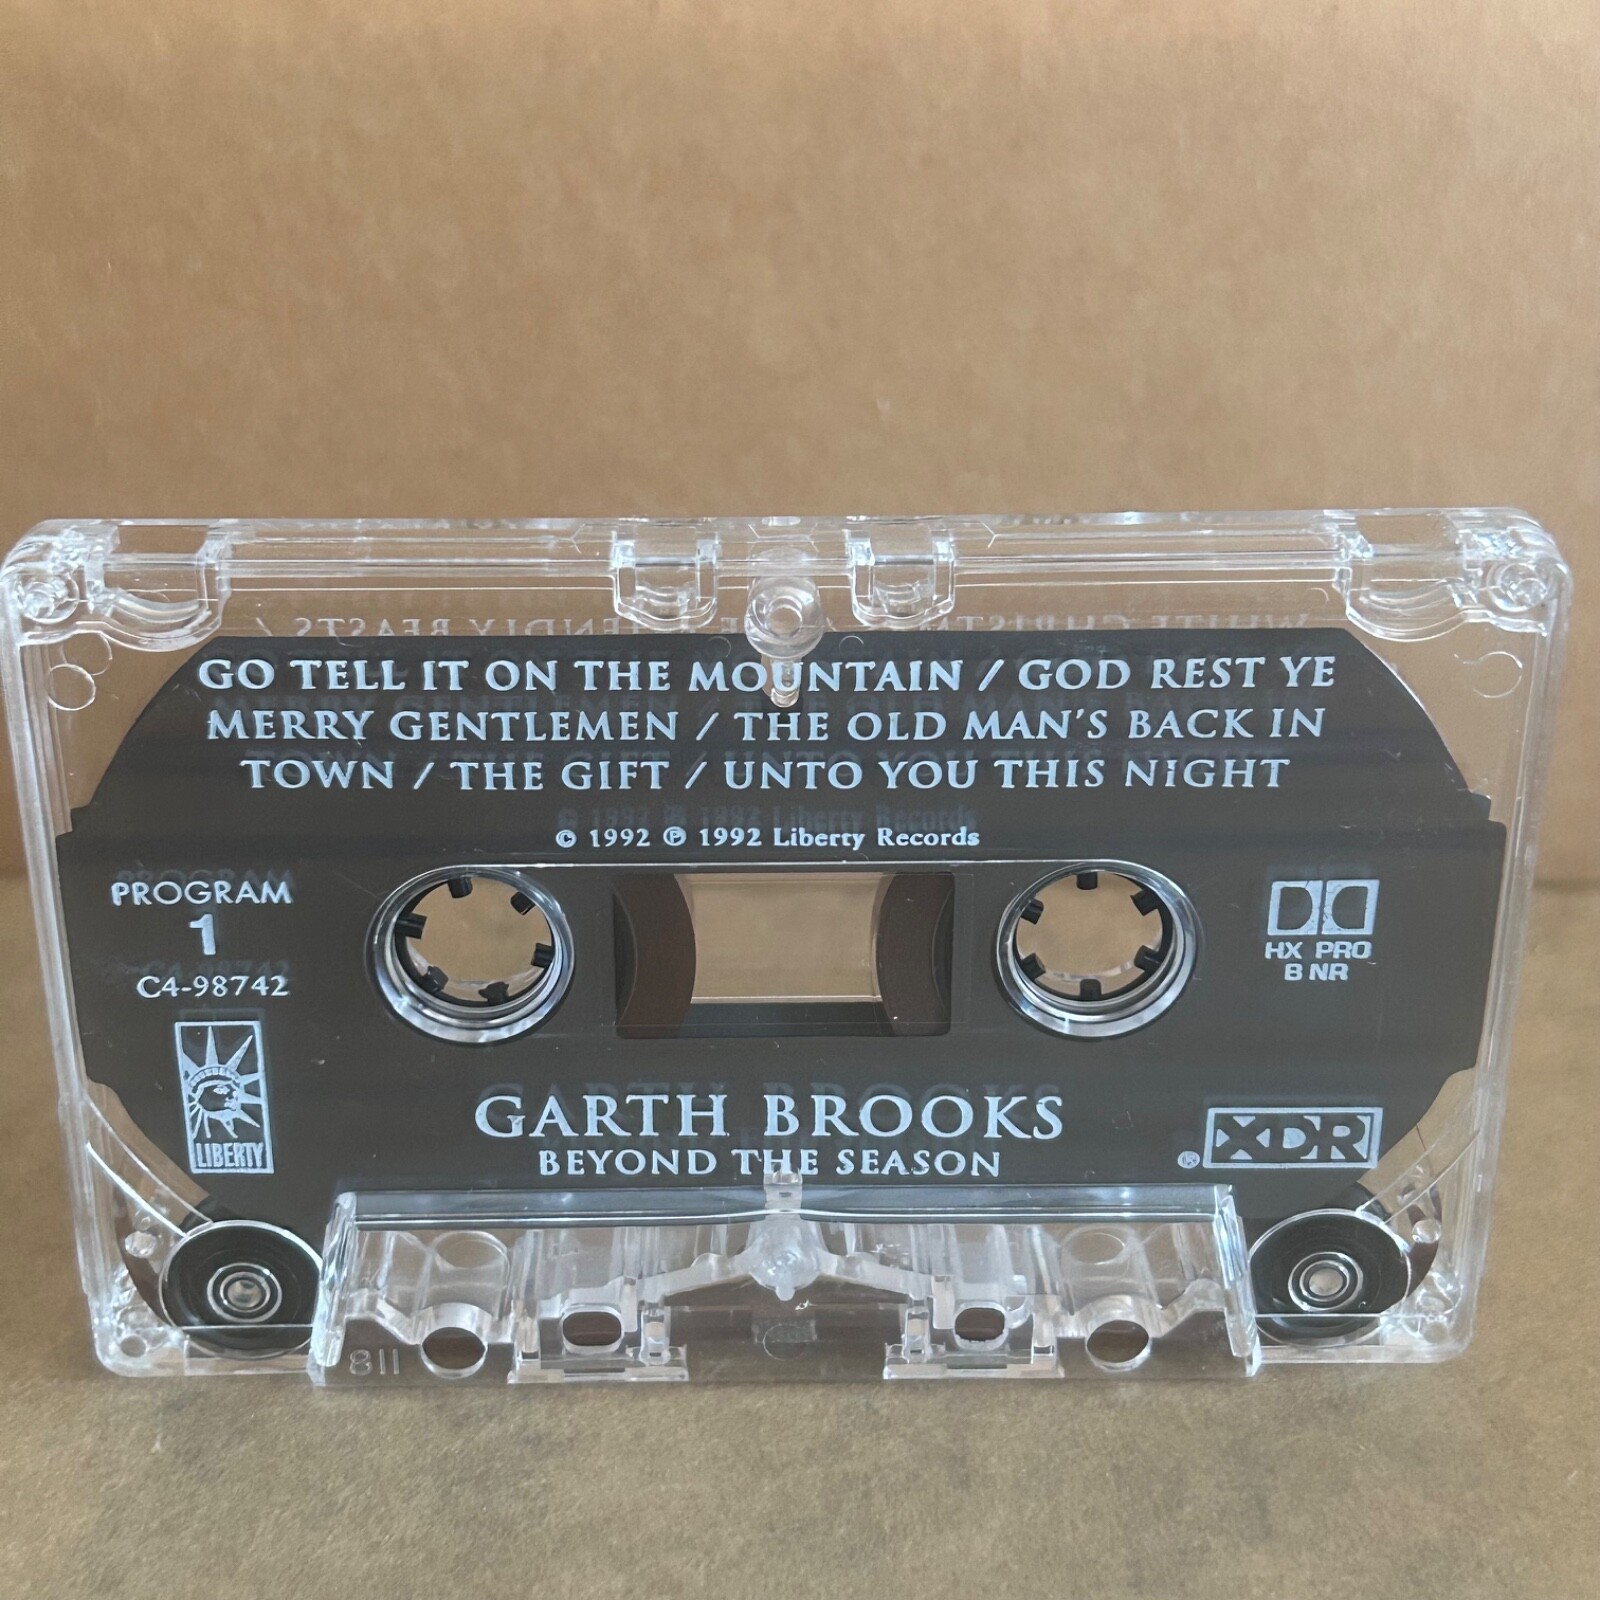 GO TELL IT ON THE MOUNTAIN / GOD REST YE
MERRY GENTLEMEN / THE OLD MAN'S BACK IN
TOWN / THE GIFT / UNTO YOU THIS NIGHT
© 1992 ℗ 1992 Liberty Records
PROGRAM
1
C4-98742
LIBERTY
HX PRO
B NR
GARTH BROOKS
BEYOND THE SEASON
XDR
811